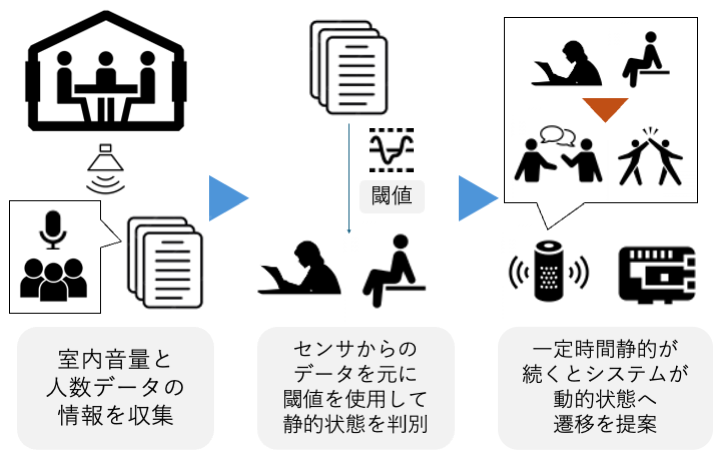 閾値
室内音量と
人数データの
情報を収集
センサからの
データを元に
閾値を使用して
静的状態を判別
一定時間静的が
続くとシステムが
動的状態へ
遷移を提案